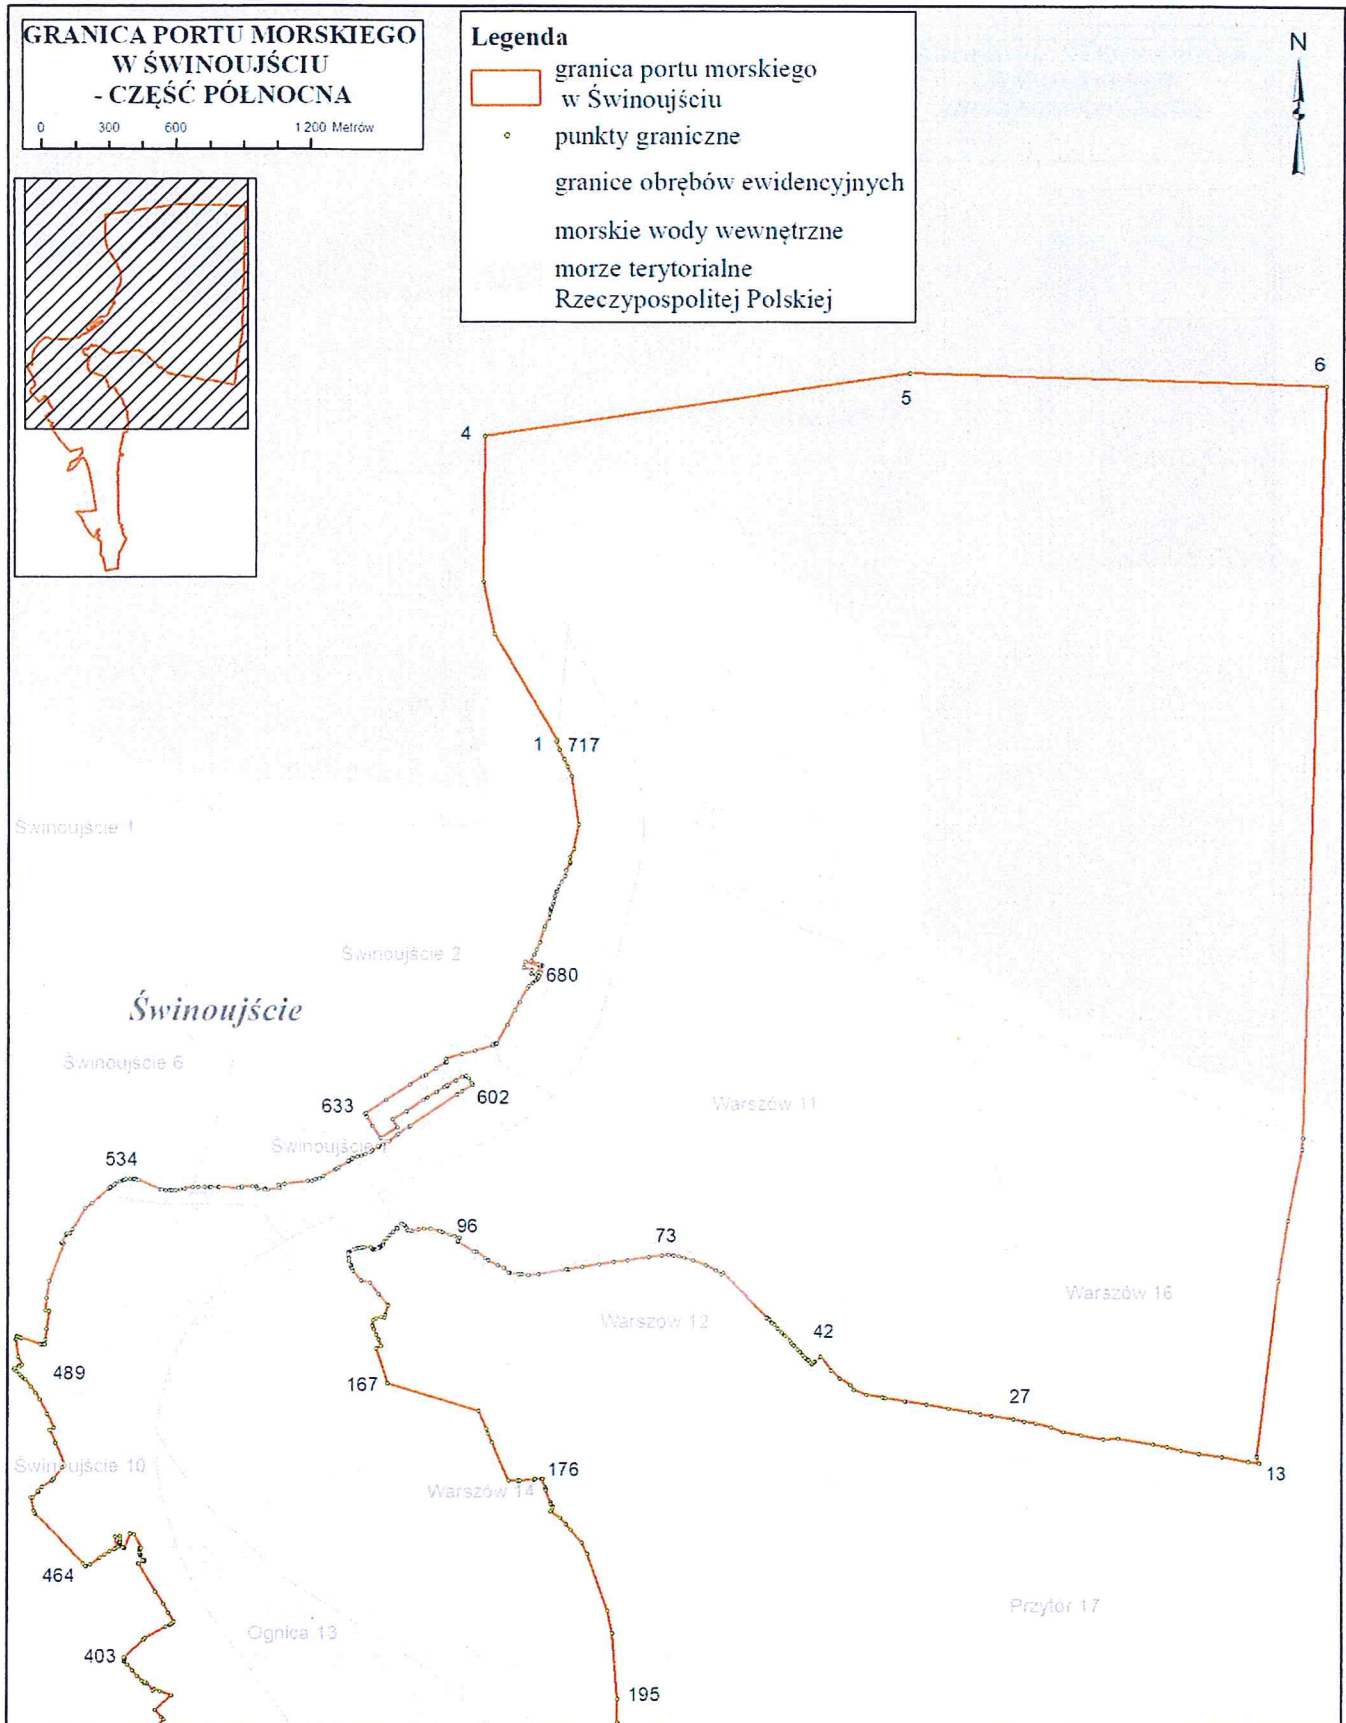 GRANICA PORTU MORSKIEGO
W ŚWINOUJŚCIU
- CZĘŚĆ PÓŁNOCNA
0 300 600 1 200 Metrów
Legenda
granica portu morskiego
w Świnoujściu
punkty graniczne
granice obrębów ewidencyjnych
morskie wody wewnętrzne
morze terytorialne
Rzeczypospolitej Polskiej
N
6
5
4
1 717
Świnoujście 1
Świnoujście 2
680
Świnoujście
Świnoujście 6
633
602
Warszów 11
Świnoujście
534
96
73
Warszów 16
Warszów 12
42
489
167
27
Świnoujście 10
176
13
Warszów 14
464
Przytór 17
Ognica 13
403
195